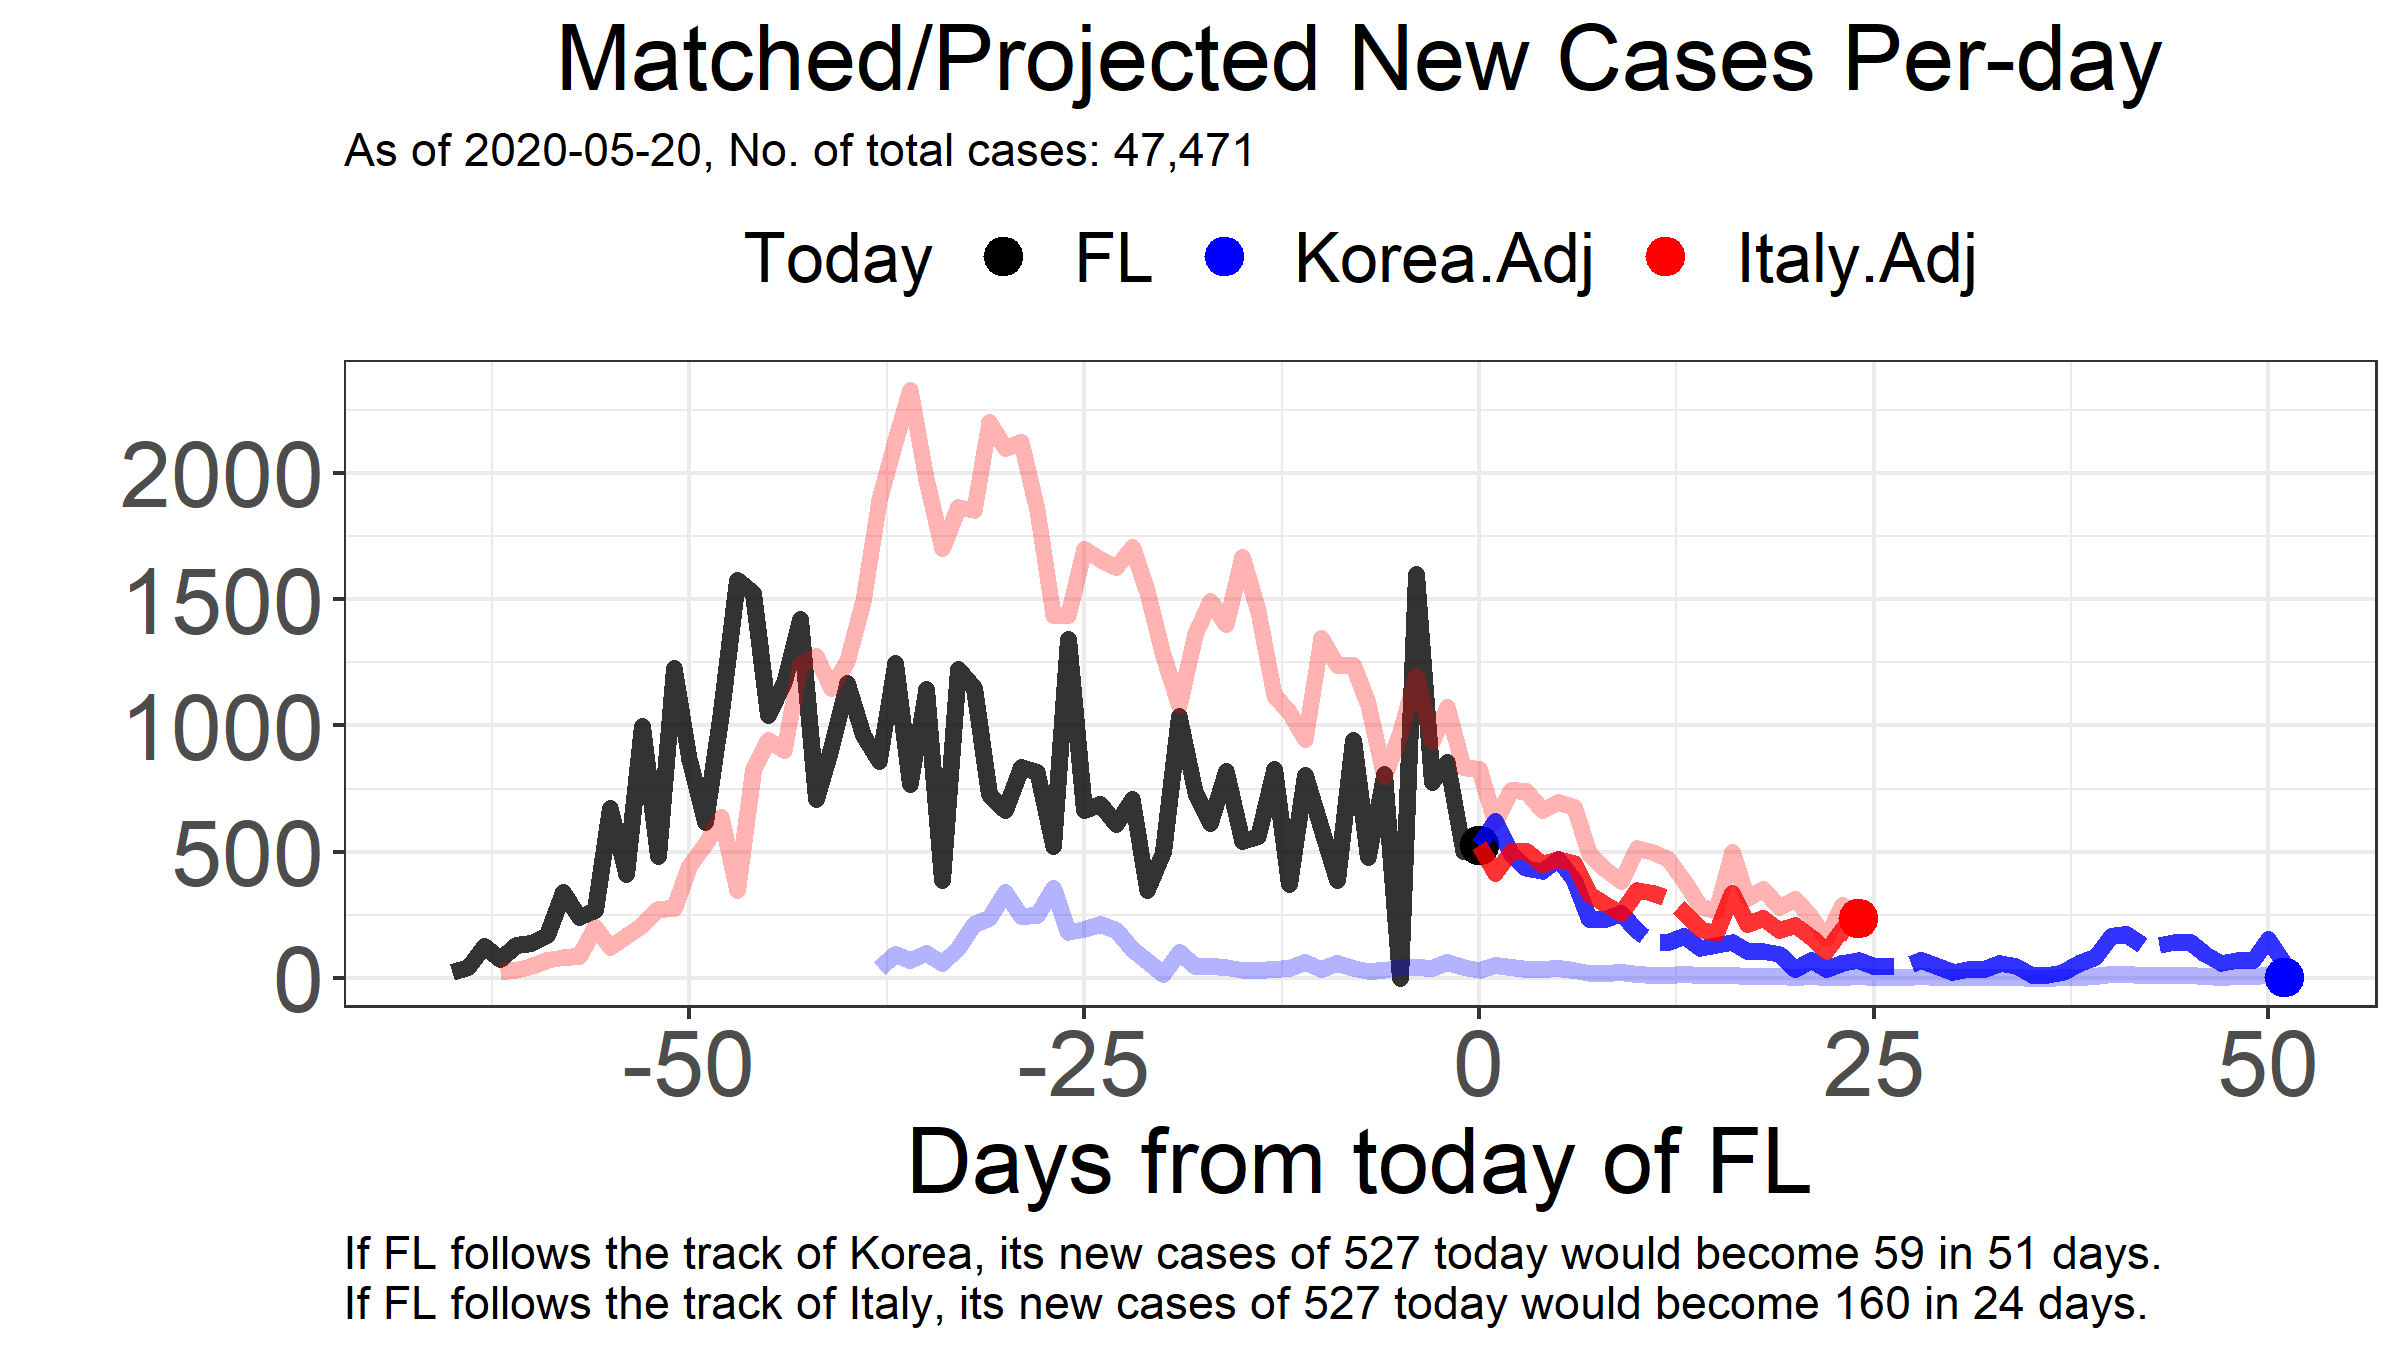 Matched/Projected New Cases Per-day
As of 2020-05-20, No. of total cases: 47,471
Today FL Korea.Adj Italy.Adj
2000
1500
1000
500
0
-50 -25 0 25 50
Days from today of FL
If FL follows the track of Korea, its new cases of 527 today would become 59 in 51 days.
If FL follows the track of Italy, its new cases of 527 today would become 160 in 24 days.